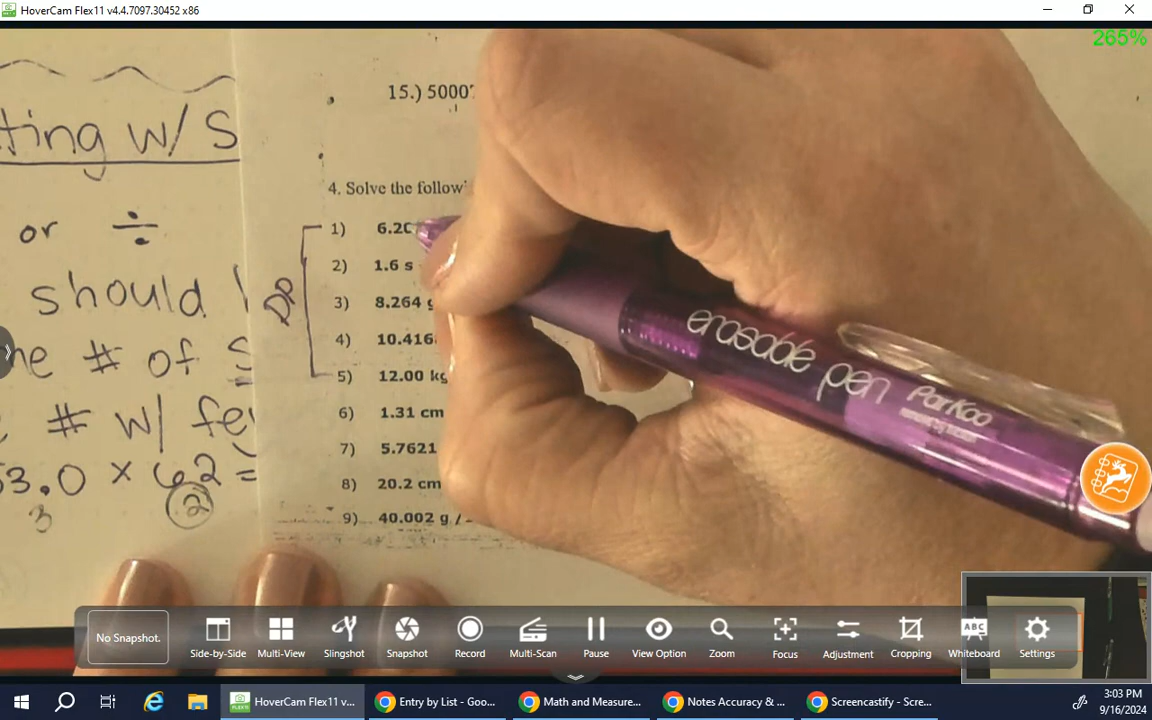 HoverCam Flex11 v4.4.7097.30452 x86
265%
ting w/ S
or ÷
should
he # of S
# w/ few
53.0 × 62 =
3 2
15.) 5000
4. Solve the follow
DP
1) 6.20
2) 1.6 s
3) 8.264 g
4) 10.416
5) 12.00 kg
6) 1.31 cm
7) 5.7621
8) 20.2 cm
9) 40.002 g /
erasable pen ParKoo
No Snapshot.
Side-by-Side
Multi-View
Slingshot
Snapshot
Record
Multi-Scan
Pause
View Option
Zoom
Focus
Adjustment
Cropping
ABC
Whiteboard
Settings
HoverCam Flex11 v...
Entry by List - Goo...
Math and Measure...
Notes Accuracy & ...
Screencastify - Scre...
3:03 PM
9/16/2024